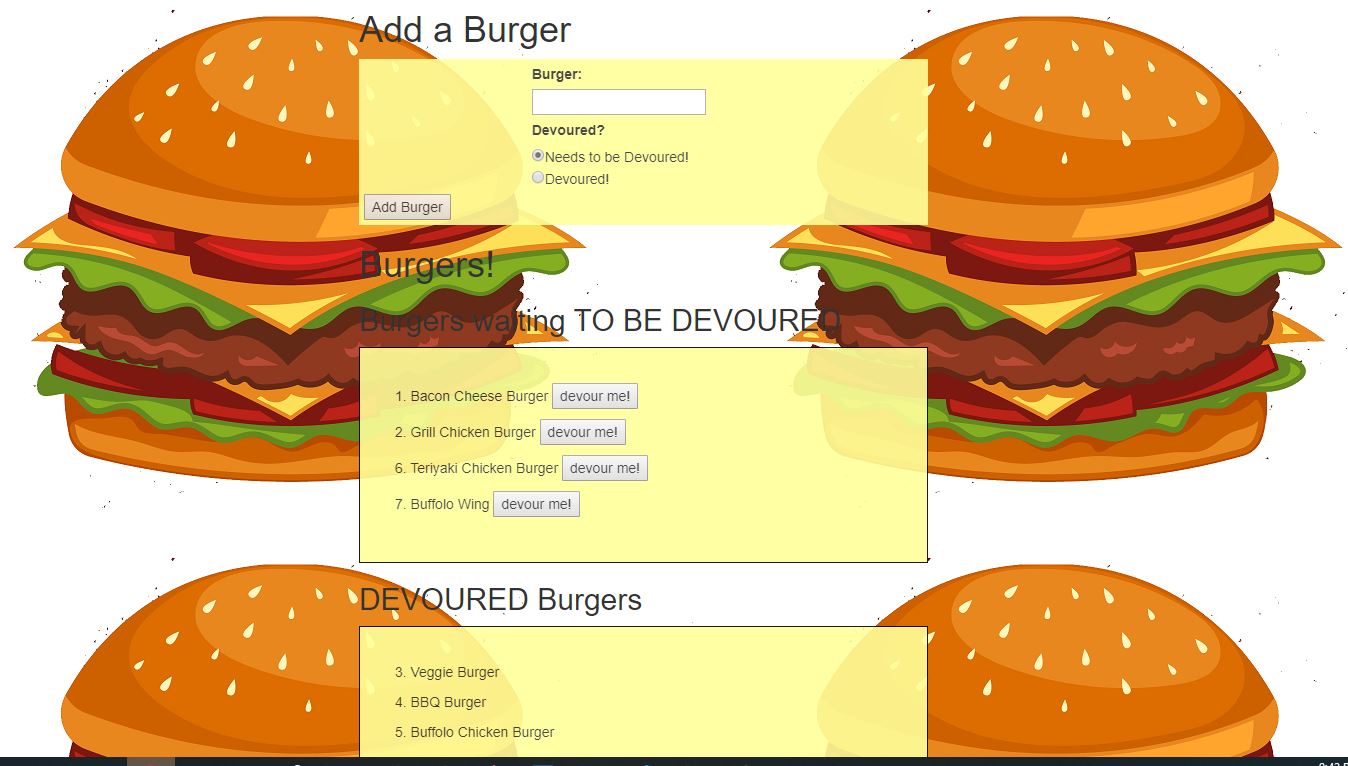 Add a Burger
Burger:
Devoured?
Needs to be Devoured!
Devoured!
Add Burger
Burgers!
Burgers waiting TO BE DEVOURED
1. Bacon Cheese Burger devour me!
2. Grill Chicken Burger devour me!
6. Teriyaki Chicken Burger devour me!
7. Buffolo Wing devour me!
DEVOURED Burgers
3. Veggie Burger
4. BBQ Burger
5. Buffolo Chicken Burger